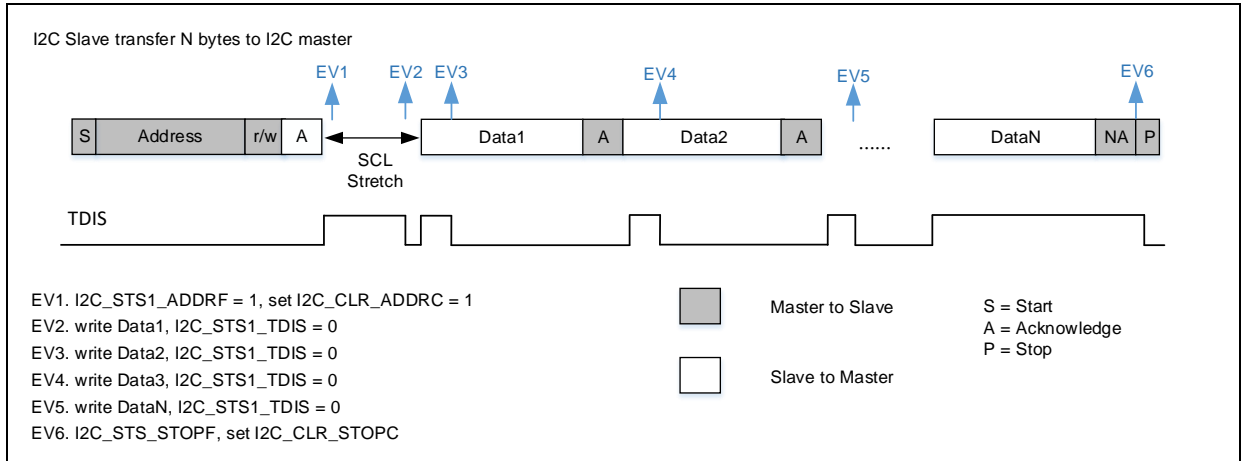 I2C Slave transfer N bytes to I2C master
EV1 EV2 EV3 EV4 EV5 EV6
S Address r/w A Data1 A Data2 A ...... DataN NA P
SCL
Stretch
TDIS
EV1. I2C_STS1_ADDRF = 1, set I2C_CLR_ADDRC = 1
EV2. write Data1, I2C_STS1_TDIS = 0
EV3. write Data2, I2C_STS1_TDIS = 0
EV4. write Data3, I2C_STS1_TDIS = 0
EV5. write DataN, I2C_STS1_TDIS = 0
EV6. I2C_STS_STOPF, set I2C_CLR_STOPC
Master to Slave
Slave to Master
S = Start
A = Acknowledge
P = Stop